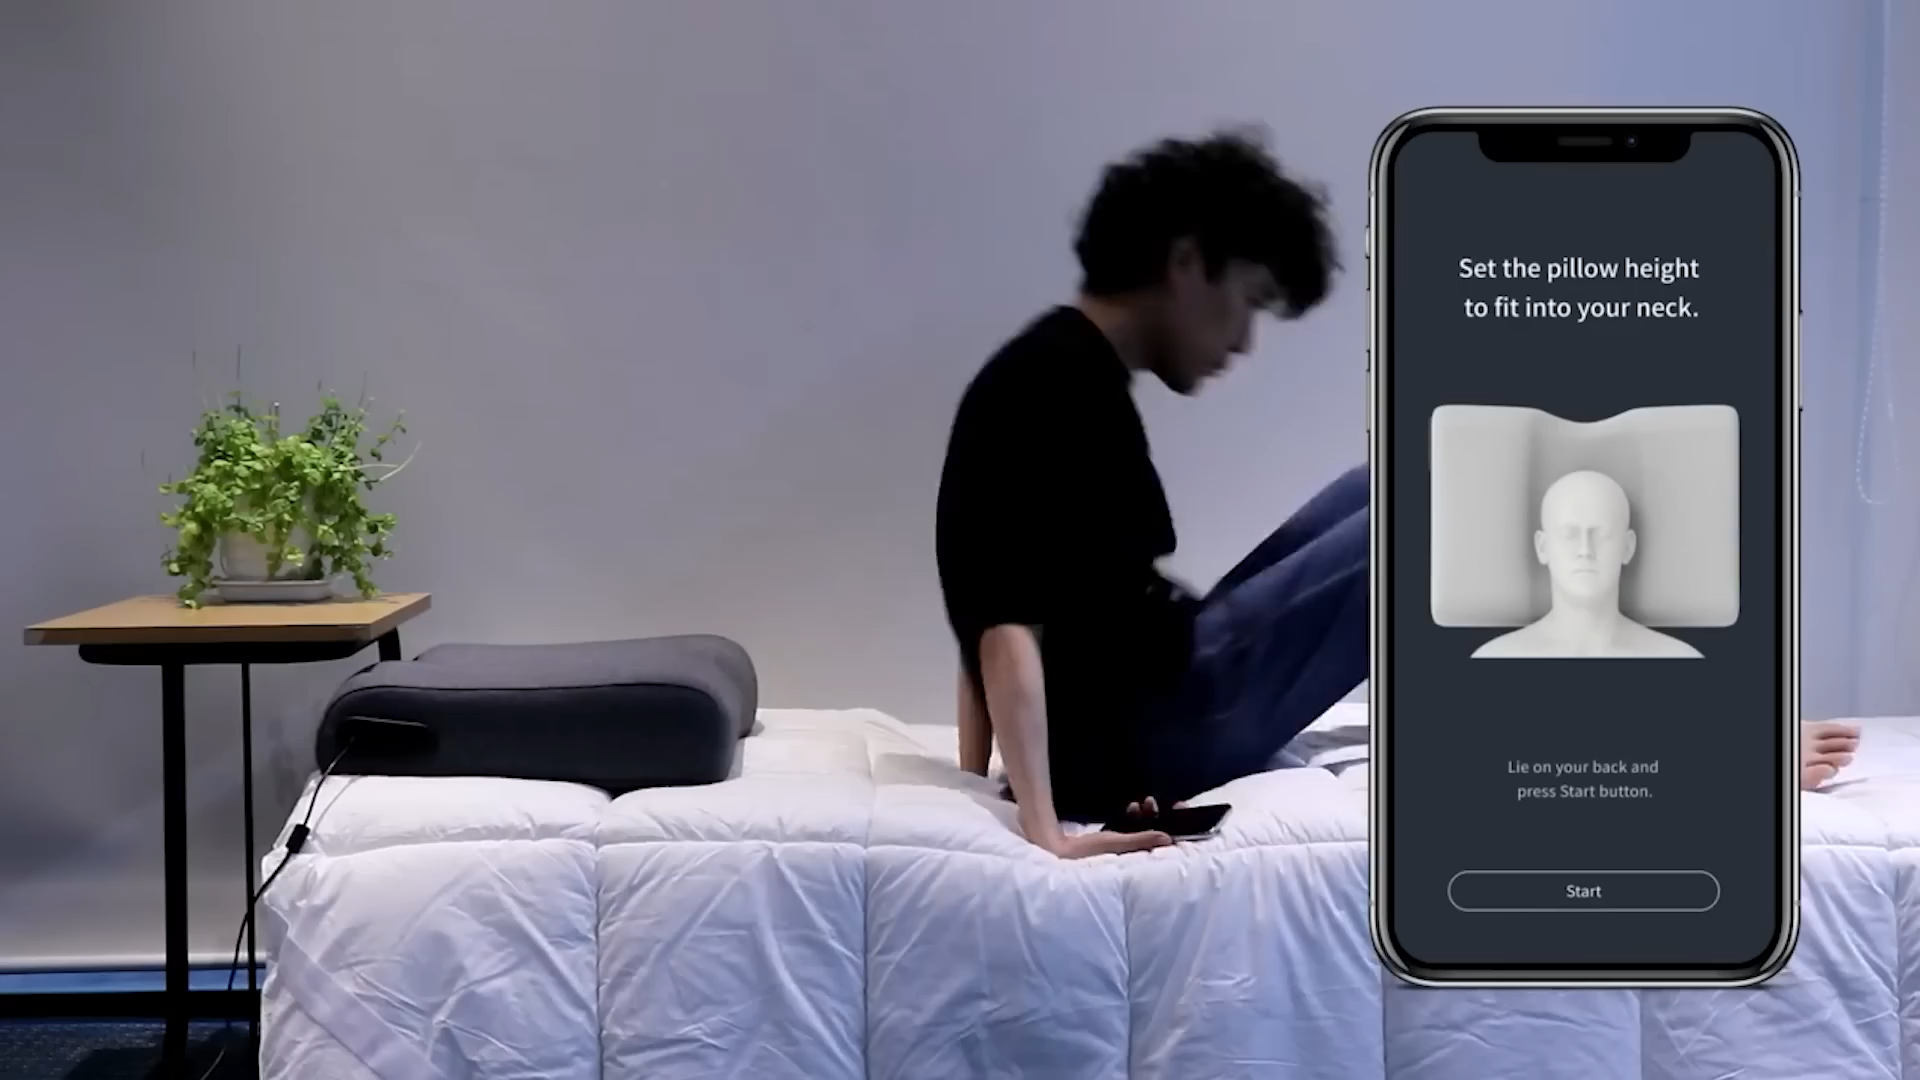 Set the pillow height
to fit into your neck.
Lie on your back and
press Start button.
Start